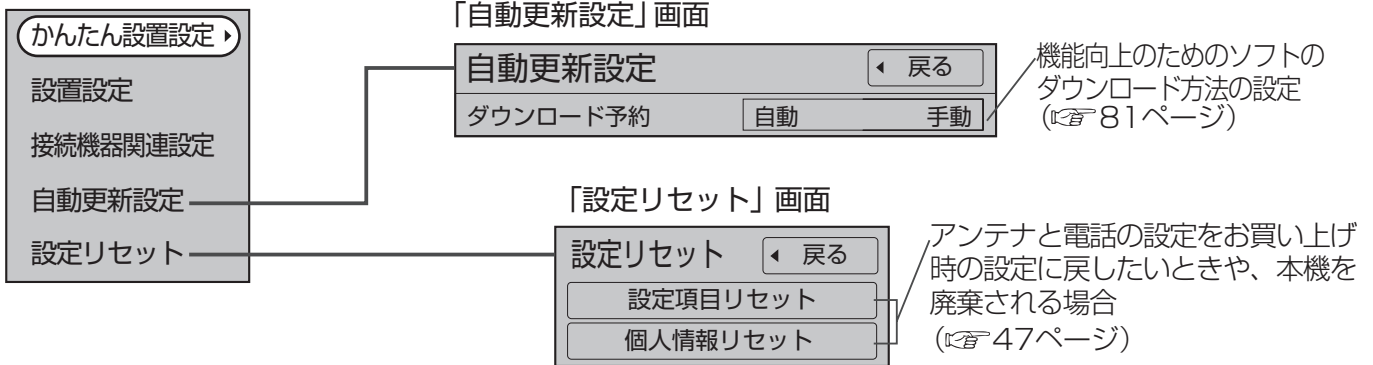 かんたん設置設定
設置設定
接続機器関連設定
自動更新設定
設定リセット
「自動更新設定」画面
自動更新設定 戻る
ダウンロード予約 自動 手動
機能向上のためのソフトの
ダウンロード方法の設定
(☞81ページ)
「設定リセット」画面
設定リセット 戻る
設定項目リセット
個人情報リセット
アンテナと電話の設定をお買い上げ
時の設定に戻したいときや、本機を
廃棄される場合
(☞47ページ)